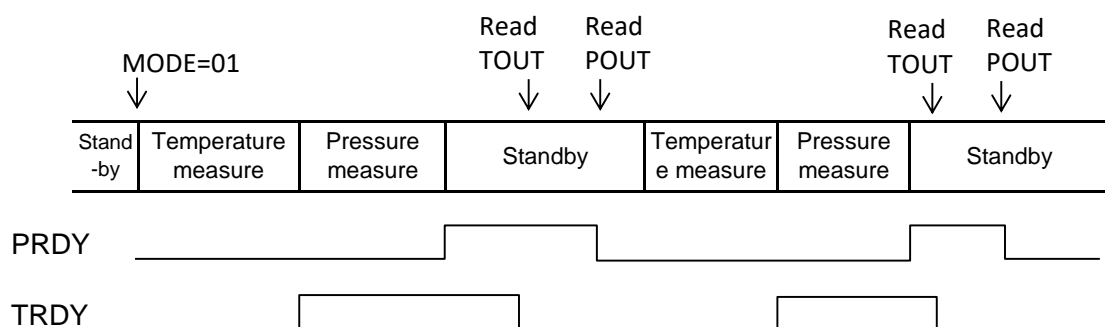 Read Read
Read Read
TOUT POUT
TOUT POUT
MODE=01
Stand Temperature Pressure Standby Temperatur Pressure Standby
-by measure measure e measure measure
PRDY
TRDY